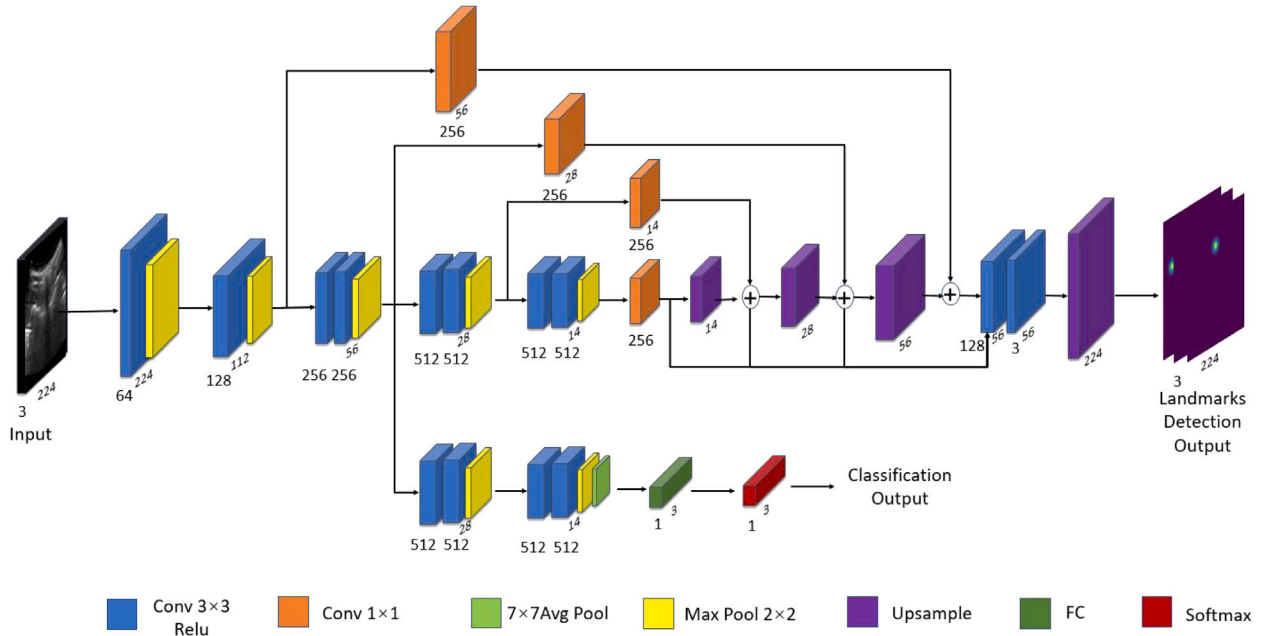 56
256
28
256
14
256
3
224
Input
64
224
128
112
256 256
56
512 512
28
512 512
14
256
14
+
28
+
56
+
128
56
3
56
224
3
224
Landmarks
Detection
Output
512 512
28
512 512
14
1
3
1
3
Classification
Output
Conv 3×3
Relu
Conv 1×1
7×7Avg Pool
Max Pool 2×2
Upsample
FC
Softmax